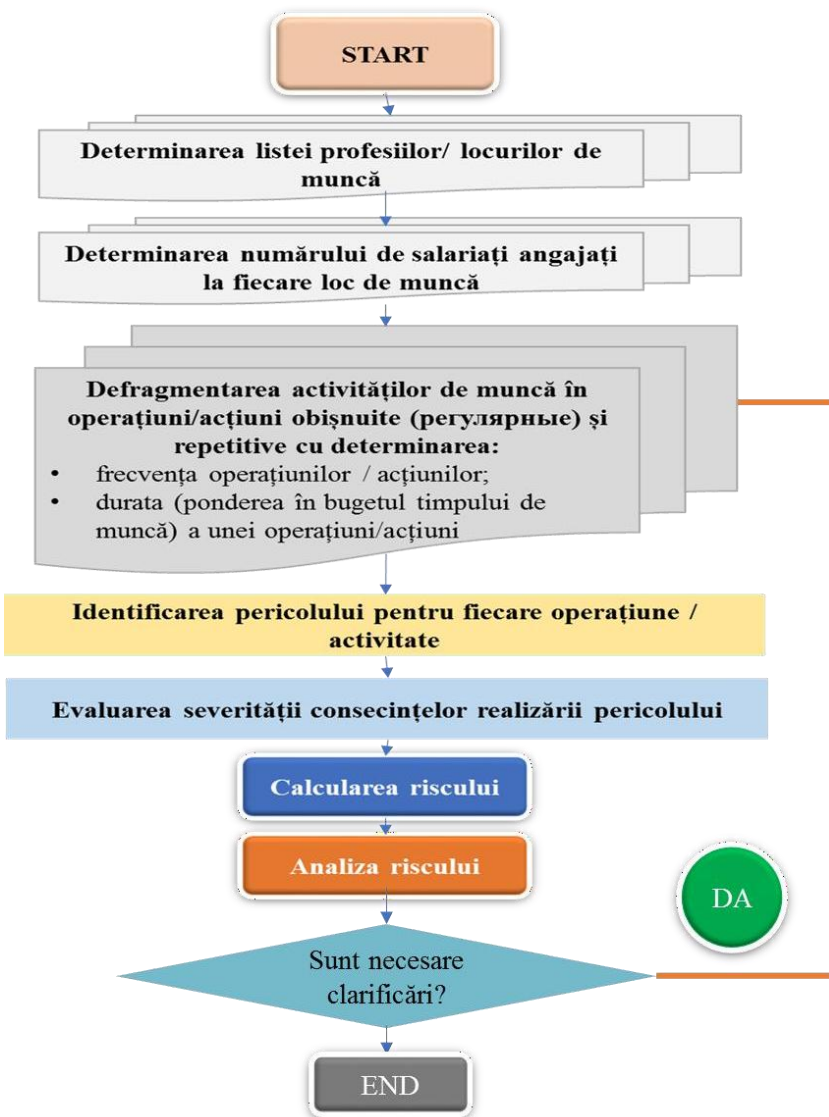 START
Determinarea listei profesiilor/ locurilor de
muncă
Determinarea numărului de salariați angajați
la fiecare loc de muncă
Defragmentarea activităților de muncă în
operațiuni/acțiuni obișnuite (регулярные) și
repetitive cu determinarea:
• frecvența operațiunilor / acțiunilor;
• durata (ponderea în bugetul timpului de
muncă) a unei operațiuni/acțiuni
Identificarea pericolului pentru fiecare operațiune /
activitate
Evaluarea severității consecințelor realizării pericolului
Calcularea riscului
Analiza riscului
DA
Sunt necesare
clarificări?
END